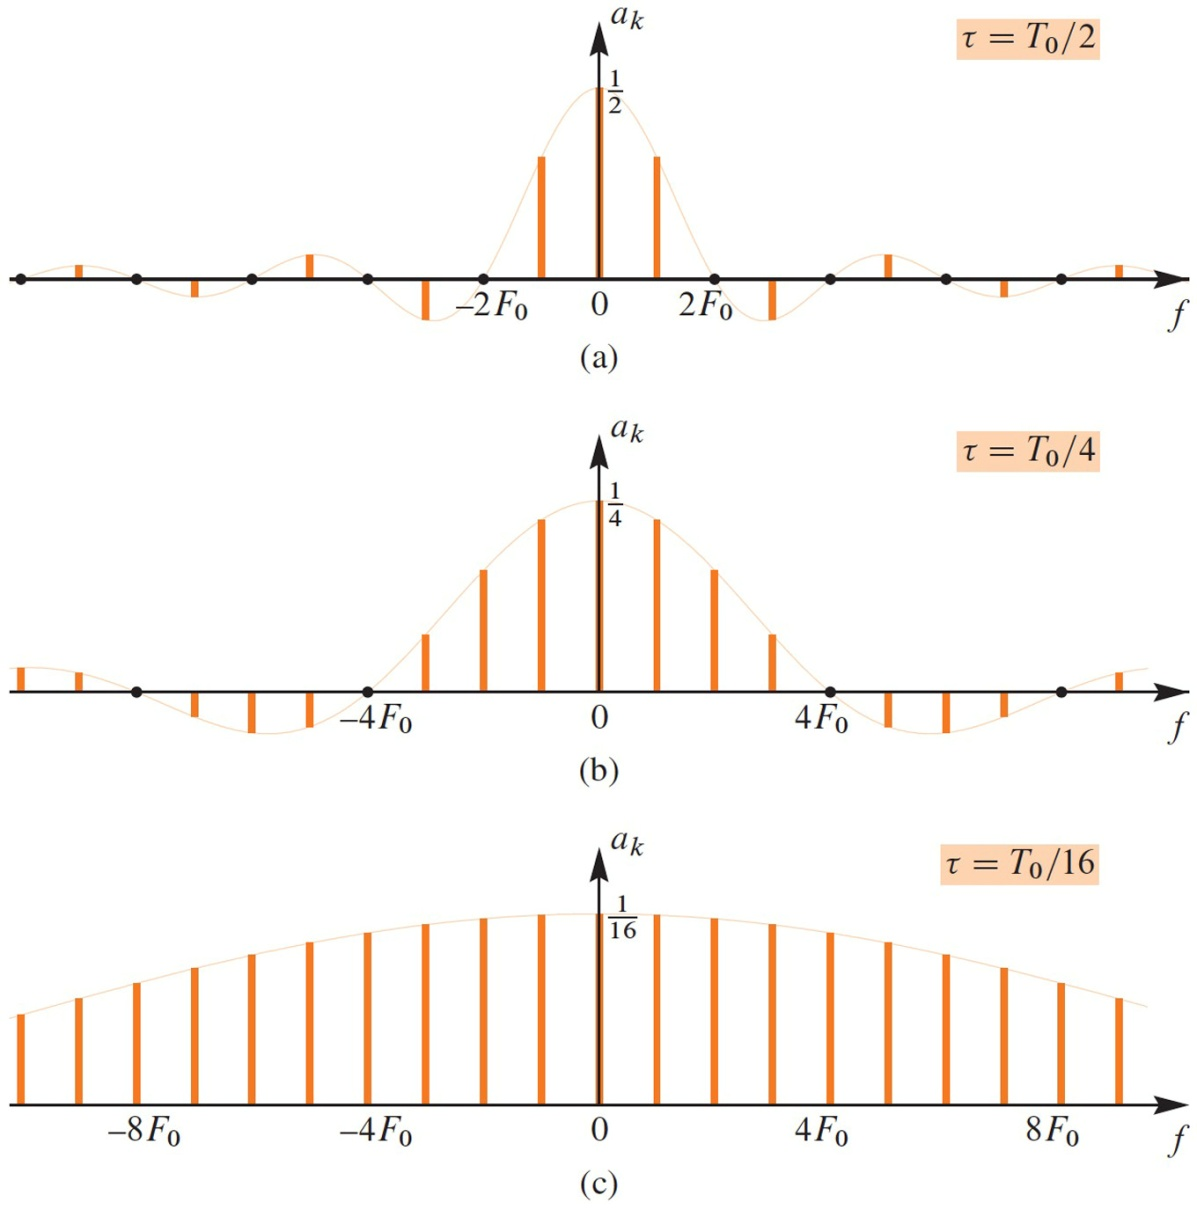 a_k
τ = T_0/2
1/2
–2F_0 0 2F_0 f
(a)
a_k
τ = T_0/4
1/4
–4F_0 0 4F_0 f
(b)
a_k
τ = T_0/16
1/16
–8F_0 –4F_0 0 4F_0 8F_0 f
(c)